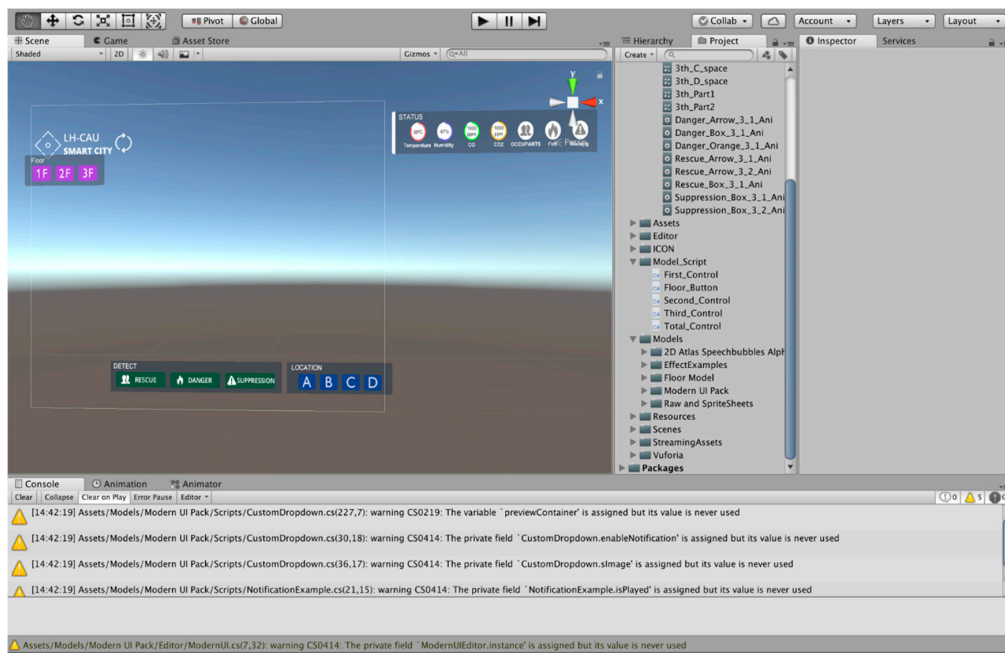 Pivot Global Collab Account Layers Layout
Scene Game Asset Store Hierarchy Project Inspector Services
Shaded 2D Gizmos All Create
3th_C_space
3th_D_space
3th_Part1
3th_Part2
Danger_Arrow_3_1_Ani
Danger_Box_3_1_Ani
Danger_Orange_3_1_Ani
Rescue_Arrow_3_1_Ani
Rescue_Arrow_3_2_Ani
Rescue_Box_3_1_Ani
Suppression_Box_3_1_Ani
Suppression_Box_3_2_Ani
Assets
Editor
ICON
Model_Script
First_Control
Floor_Button
Second_Control
Third_Control
Total_Control
Models
2D Atlas Speechbubbles Alph
EffectExamples
Floor Model
Modern UI Pack
Raw and SpriteSheets
Resources
Scenes
StreamingAssets
Vuforia
Packages
y
x
LH-CAU
SMART CITY
Floor
1F 2F 3F
STATUS
Temperature Humidity CO CO2 OCCUPANTS
DETECT
RESCUE DANGER SUPPRESSION
LOCATION
A B C D
Console Animation Animator
Clear Collapse Clear on Play Error Pause Editor 0 5
[14:42:19] Assets/Models/Modern UI Pack/Scripts/CustomDropdown.cs(227,7): warning CS0219: The variable `previewContainer' is assigned but its value is never used
[14:42:19] Assets/Models/Modern UI Pack/Scripts/CustomDropdown.cs(30,18): warning CS0414: The private field `CustomDropdown.enableNotification' is assigned but its value is never used
[14:42:19] Assets/Models/Modern UI Pack/Scripts/CustomDropdown.cs(36,17): warning CS0414: The private field `CustomDropdown.sImage' is assigned but its value is never used
[14:42:19] Assets/Models/Modern UI Pack/Scripts/NotificationExample.cs(21,15): warning CS0414: The private field `NotificationExample.isPlayed' is assigned but its value is never used
Assets/Models/Modern UI Pack/Editor/ModernUI.cs(7,32): warning CS0414: The private field `ModernUIEditor.instance' is assigned but its value is never used